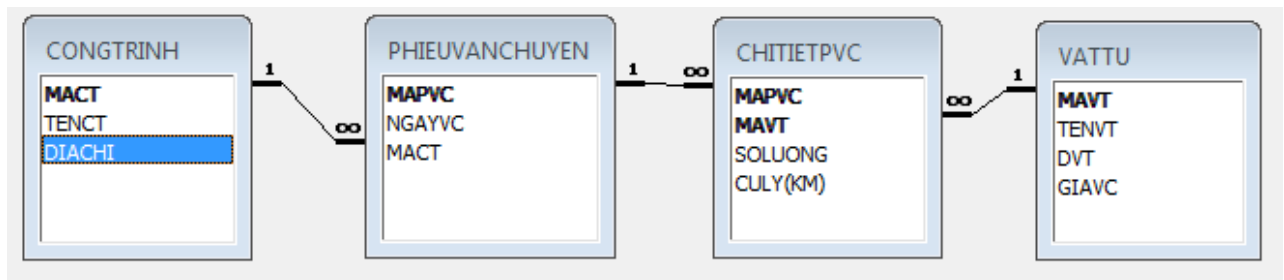 CONGTRINH
MACT
TENCT
DIACHI
1
∞
PHIEUVANCHUYEN
MAPVC
NGAYVC
MACT
1
∞
CHITIETPVC
MAPVC
MAVT
SOLUONG
CULY(KM)
∞
1
VATTU
MAVT
TENVT
DVT
GIAVC